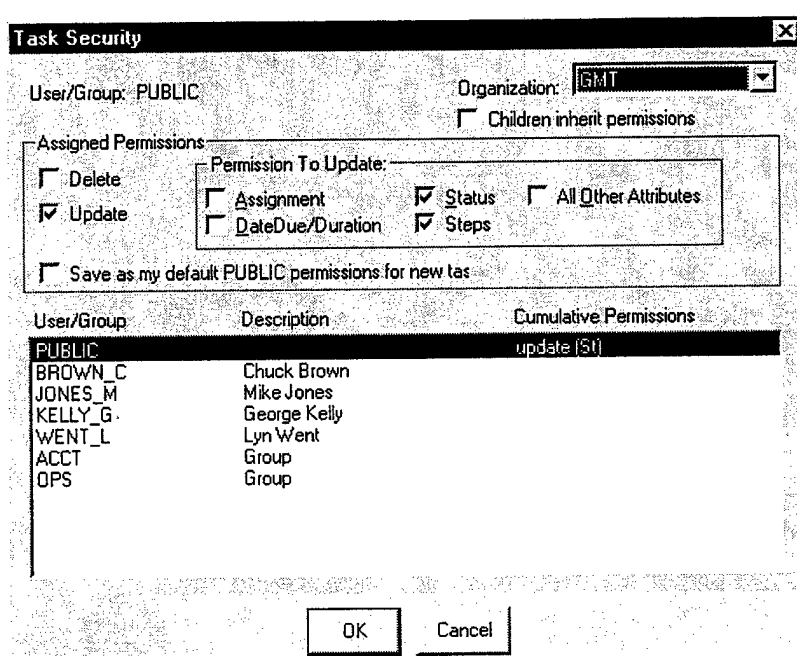 Task Security
User/Group: PUBLIC
Organization: GMT
Children inherit permissions
Assigned Permissions
Delete
Update
Permission To Update:
Assignment Status All Other Attributes
DateDue/Duration Steps
Save as my default PUBLIC permissions for new tas
User/Group Description Cumulative Permissions
PUBLIC update (St)
BROWN_C Chuck Brown
JONES_M Mike Jones
KELLY_G Geroge Kelly
WENT_L Lyn Went
ACCT Group
OPS Group
OK Cancel